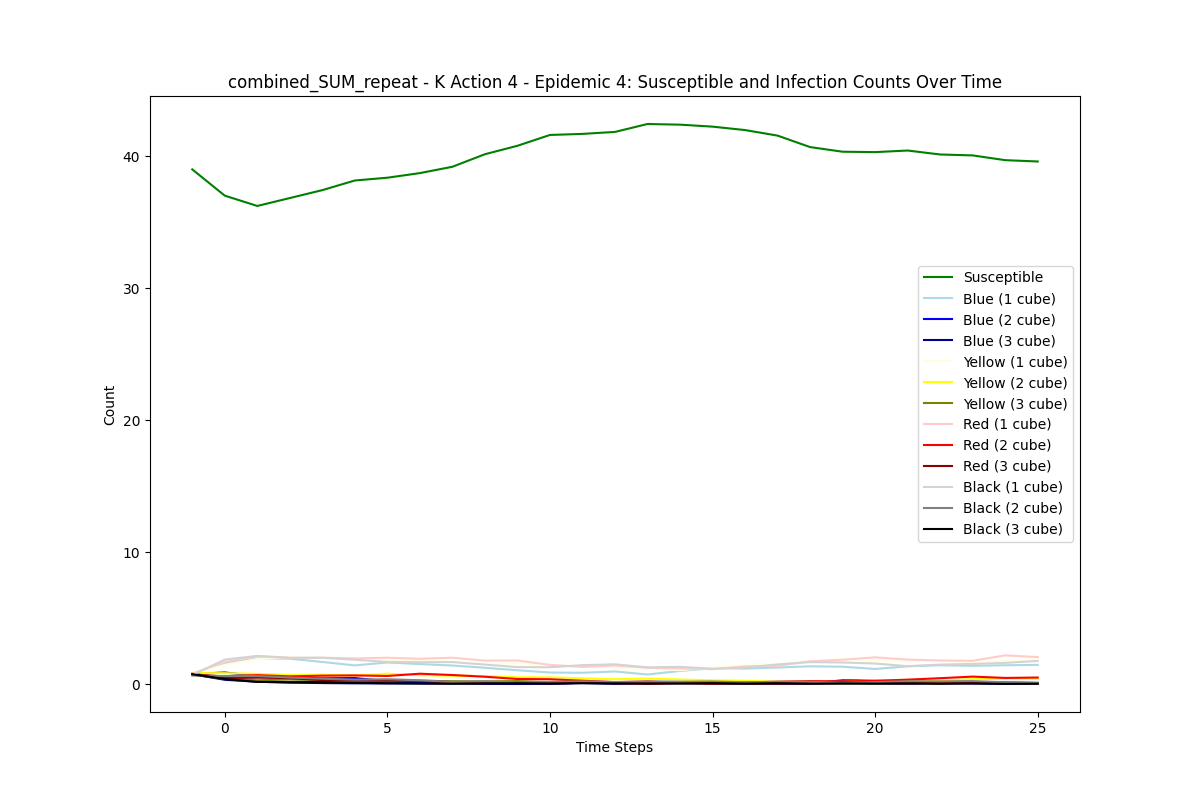 combined_SUM_repeat - K Action 4 - Epidemic 4: Susceptible and Infection Counts Over Time
40
30
20
10
0
Count
Susceptible
Blue (1 cube)
Blue (2 cube)
Blue (3 cube)
Yellow (1 cube)
Yellow (2 cube)
Yellow (3 cube)
Red (1 cube)
Red (2 cube)
Red (3 cube)
Black (1 cube)
Black (2 cube)
Black (3 cube)
0 5 10 15 20 25
Time Steps